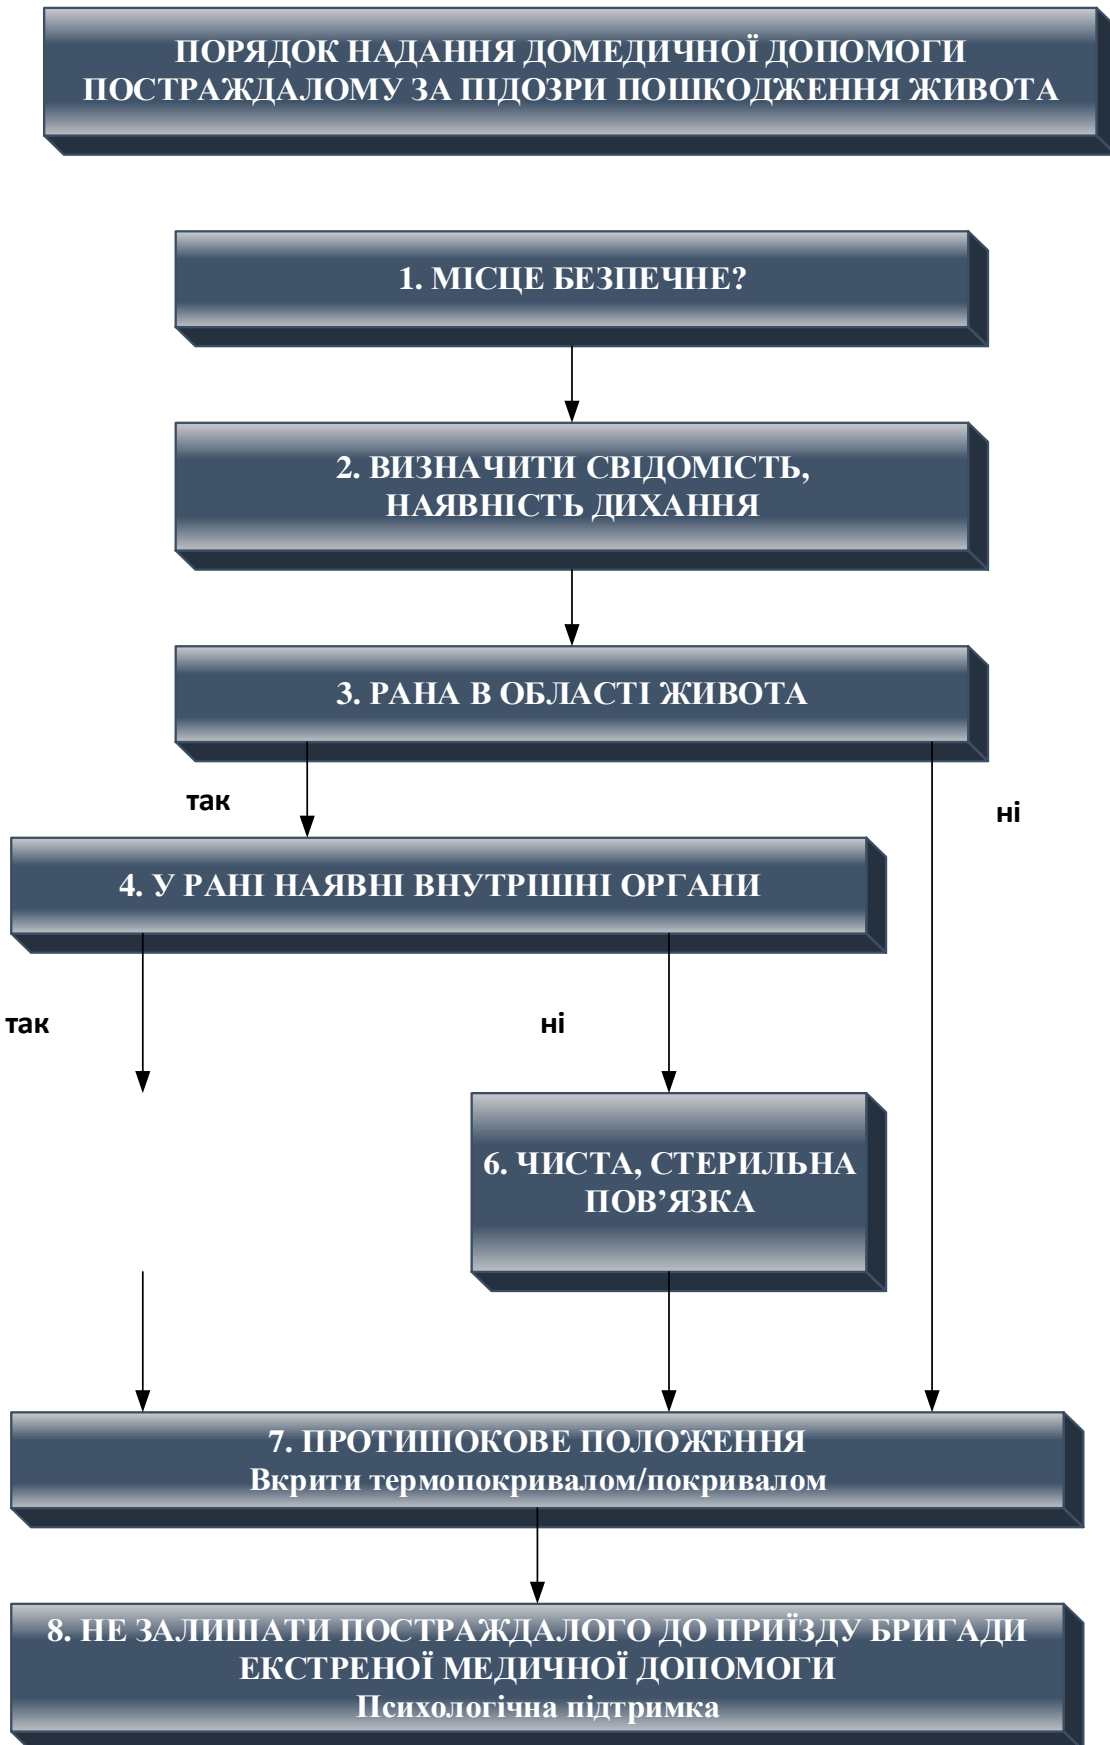 ПОРЯДОК НАДАННЯ ДОМЕДИЧНОЇ ДОПОМОГИ
ПОСТРАЖДАЛОМУ ЗА ПІДОЗРИ ПОШКОДЖЕННЯ ЖИВОТА
1. МІСЦЕ БЕЗПЕЧНЕ?
2. ВИЗНАЧИТИ СВІДОМІСТЬ,
НАЯВНІСТЬ ДИХАННЯ
3. РАНА В ОБЛАСТІ ЖИВОТА
так
ні
4. У РАНІ НАЯВНІ ВНУТРІШНІ ОРГАНИ
так
ні
6. ЧИСТА, СТЕРИЛЬНА
ПОВ’ЯЗКА
7. ПРОТИШОКОВЕ ПОЛОЖЕННЯ
Вкрити термопокривалом/покривалом
8. НЕ ЗАЛИШАТИ ПОСТРАЖДАЛОГО ДО ПРИЇЗДУ БРИГАДИ
ЕКСТРЕНОЇ МЕДИЧНОЇ ДОПОМОГИ
Психологічна підтримка